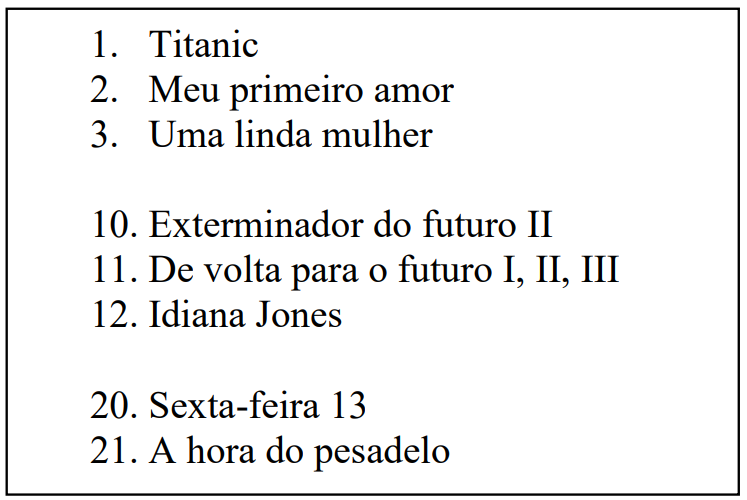 1. Titanic
2. Meu primeiro amor
3. Uma linda mulher
10. Exterminador do futuro II
11. De volta para o futuro I, II, III
12. Idiana Jones
20. Sexta-feira 13
21. A hora do pesadelo